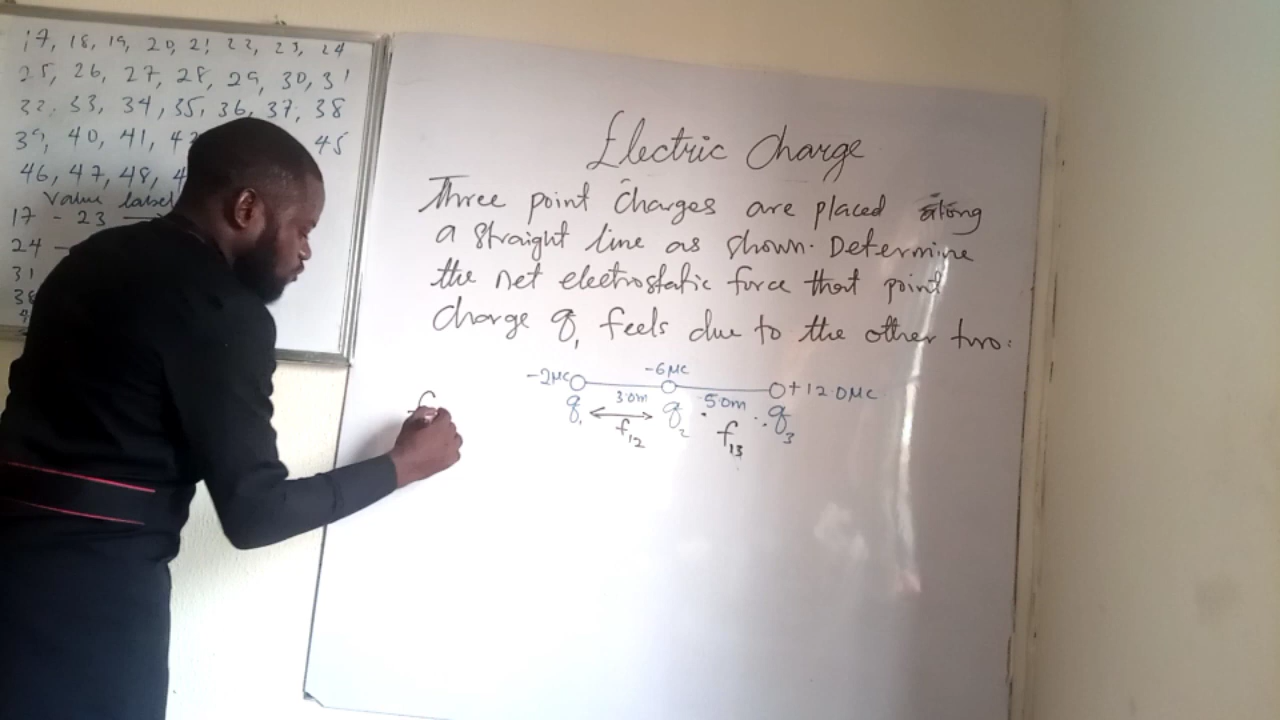 17, 18, 19, 20, 21, 22, 23, 24
25, 26, 27, 28, 29, 30, 31
32, 33, 34, 35, 36, 37, 38
39, 40, 41, 45
46, 47, 48,
Value label
17 - 23
24
31
Electric Charge
Three point charges are placed along
a straight line as shown. Determine
the net electrostatic force that point
charge q1 feels due to the other two:
-2μc -6μc +12.0μc
3.0m 5.0m
q1 q2 q3
f12 f13
f